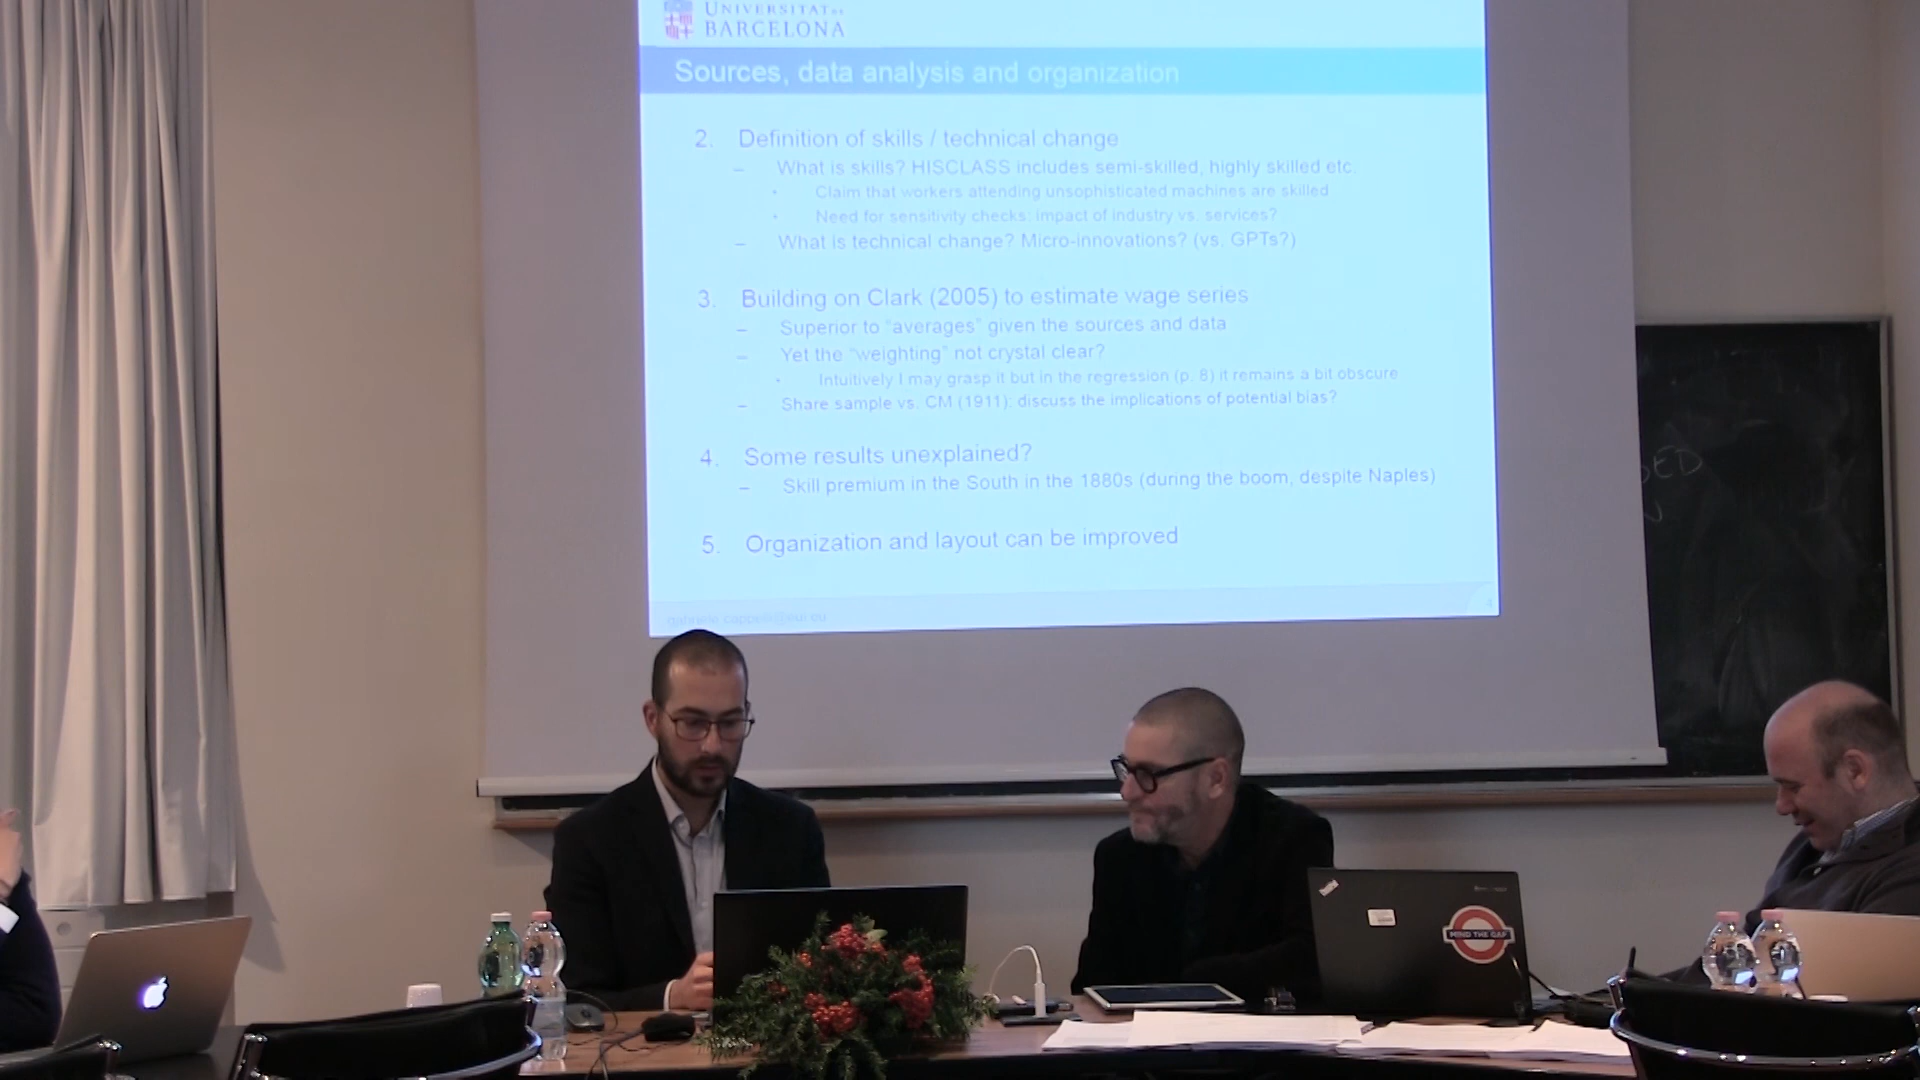 UNIVERSITAT DE
BARCELONA
Sources, data analysis and organization
2. Definition of skills / technical change
– What is skills? HISCLASS includes semi-skilled, highly skilled etc.
• Claim that workers attending unsophisticated machines are skilled
• Need for sensitivity checks: impact of industry vs. services?
– What is technical change? Micro-innovations? (vs. GPTs?)
3. Building on Clark (2005) to estimate wage series
– Superior to "averages" given the sources and data
– Yet the "weighting" not crystal clear?
• Intuitively I may grasp it but in the regression (p. 8) it remains a bit obscure
– Share sample vs. CM (1911): discuss the implications of potential bias?
4. Some results unexplained?
– Skill premium in the South in the 1880s (during the boom, despite Naples)
5. Organization and layout can be improved
gabriele.cappelli@eui.eu
4
MIND THE GAP